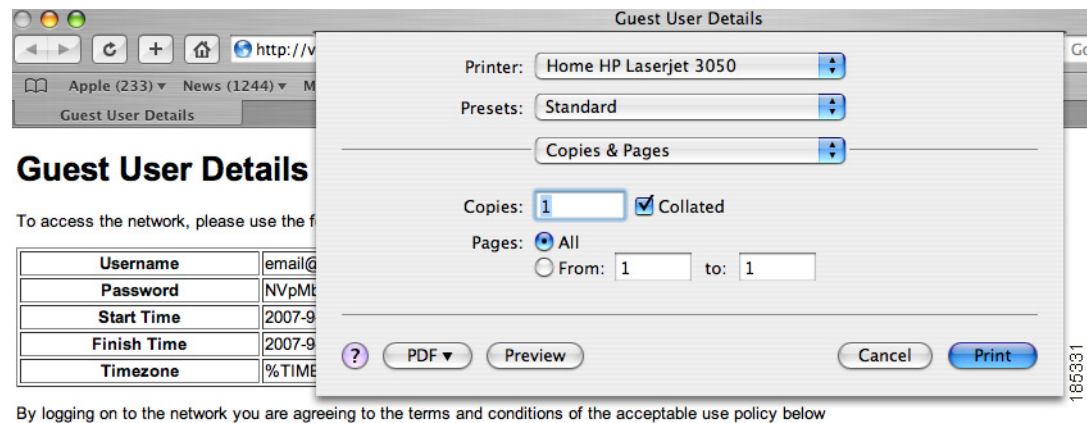 Guest User Details
http://v
Apple (233) ▾ News (1244) ▾ M
Guest User Details
Printer: Home HP Laserjet 3050
Presets: Standard
Copies & Pages
Copies: 1 Collated
Pages: All
From: 1 to: 1
? PDF ▾ Preview Cancel Print
Guest User Details
To access the network, please use the f
Username email@
Password NVpM
Start Time 2007-9
Finish Time 2007-9
Timezone %TIME
By logging on to the network you are agreeing to the terms and conditions of the acceptable use policy below
185331